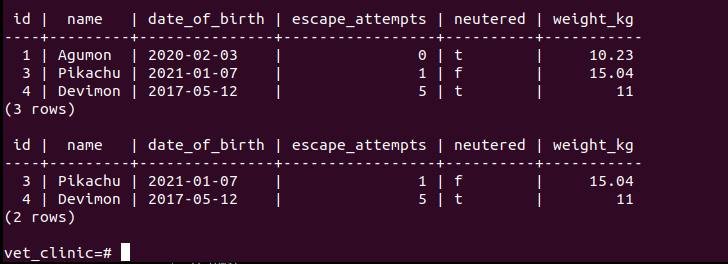 id |  name   | date_of_birth | escape_attempts | neutered | weight_kg 
----+---------+---------------+-----------------+----------+-----------
  1 | Agumon  | 2020-02-03    |               0 | t        |     10.23
  3 | Pikachu | 2021-01-07    |               1 | f        |     15.04
  4 | Devimon | 2017-05-12    |               5 | t        |        11
(3 rows)

 id |  name   | date_of_birth | escape_attempts | neutered | weight_kg 
----+---------+---------------+-----------------+----------+-----------
  3 | Pikachu | 2021-01-07    |               1 | f        |     15.04
  4 | Devimon | 2017-05-12    |               5 | t        |        11
(2 rows)

vet_clinic=#